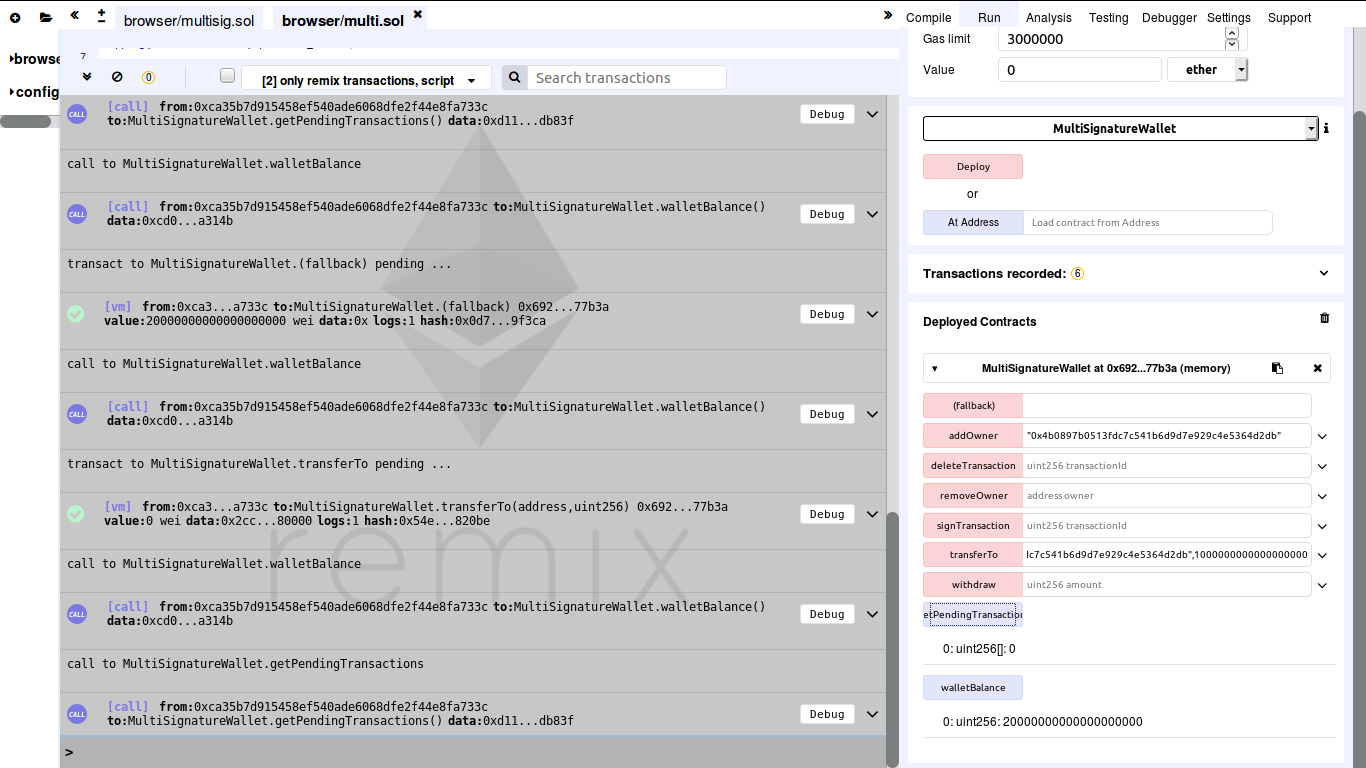 browser/multisig.sol
browser/multi.sol
Compile
Run
Analysis
Testing
Debugger
Settings
Support
browse
config
7
0
[2] only remix transactions, script
Search transactions
CALL
[call] from:0xca35b7d915458ef540ade6068dfe2f44e8fa733c
to:MultiSignatureWallet.getPendingTransactions() data:0xd11...db83f
Debug
call to MultiSignatureWallet.walletBalance
CALL
[call] from:0xca35b7d915458ef540ade6068dfe2f44e8fa733c to:MultiSignatureWallet.walletBalance()
data:0xcd0...a314b
Debug
transact to MultiSignatureWallet.(fallback) pending ...
[vm] from:0xca3...a733c to:MultiSignatureWallet.(fallback) 0x692...77b3a
value:20000000000000000000 wei data:0x logs:1 hash:0x0d7...9f3ca
Debug
call to MultiSignatureWallet.walletBalance
CALL
[call] from:0xca35b7d915458ef540ade6068dfe2f44e8fa733c to:MultiSignatureWallet.walletBalance()
data:0xcd0...a314b
Debug
transact to MultiSignatureWallet.transferTo pending ...
[vm] from:0xca3...a733c to:MultiSignatureWallet.transferTo(address,uint256) 0x692...77b3a
value:0 wei data:0x2cc...80000 logs:1 hash:0x54e...820be
Debug
remix
call to MultiSignatureWallet.walletBalance
CALL
[call] from:0xca35b7d915458ef540ade6068dfe2f44e8fa733c to:MultiSignatureWallet.walletBalance()
data:0xcd0...a314b
Debug
call to MultiSignatureWallet.getPendingTransactions
CALL
[call] from:0xca35b7d915458ef540ade6068dfe2f44e8fa733c
to:MultiSignatureWallet.getPendingTransactions() data:0xd11...db83f
Debug
>
Gas limit
3000000
Value
0
ether
MultiSignatureWallet
i
Deploy
or
At Address
Load contract from Address
Transactions recorded: 6
Deployed Contracts
MultiSignatureWallet at 0x692...77b3a (memory)
(fallback)
addOwner
"0x4b0897b0513fdc7c541b6d9d7e929c4e5364d2db"
deleteTransaction
uint256 transactionId
removeOwner
address owner
signTransaction
uint256 transactionId
transferTo
lc7c541b6d9d7e929c4e5364d2db",1000000000000000000
withdraw
uint256 amount
etPendingTransaction
0: uint256[]: 0
walletBalance
0: uint256: 20000000000000000000